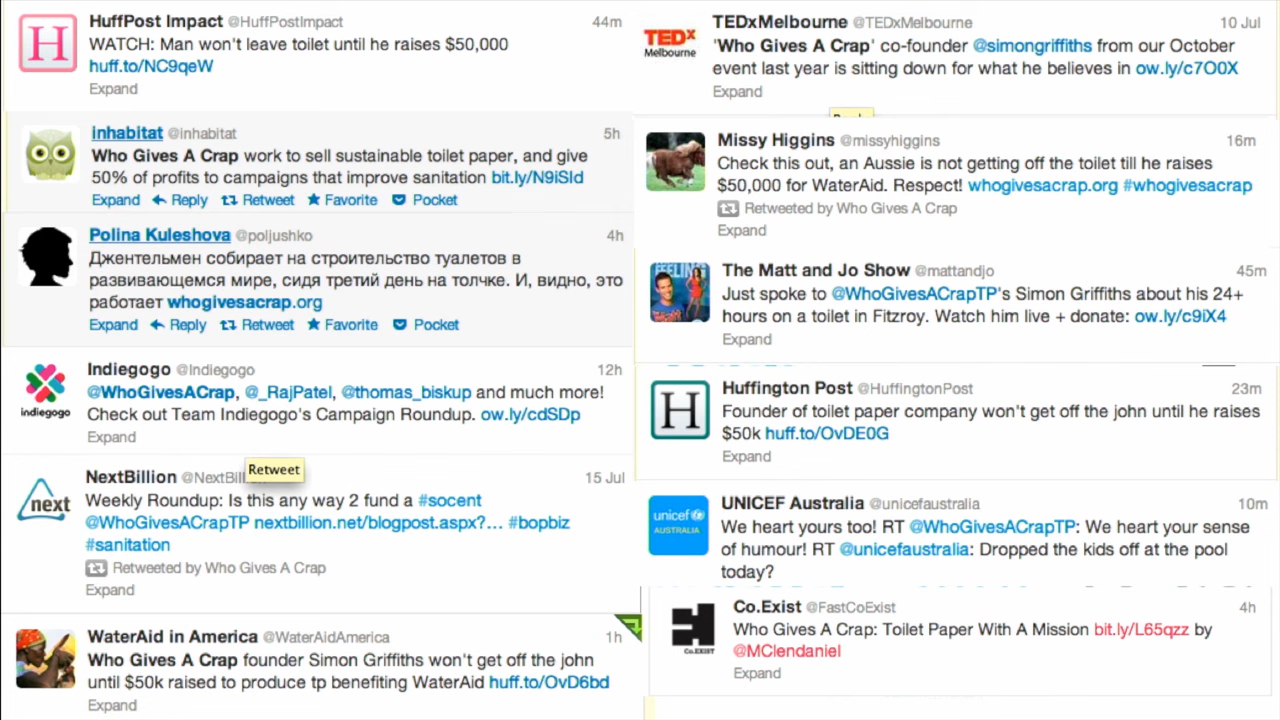 HuffPost Impact @HuffPostImpact 44m
WATCH: Man won't leave toilet until he raises $50,000
huff.to/NC9qeW
Expand
inhabitat @inhabitat 5h
Who Gives A Crap work to sell sustainable toilet paper, and give
50% of profits to campaigns that improve sanitation bit.ly/N9iSId
Expand Reply Retweet Favorite Pocket
Polina Kuleshova @poljushko 4h
Джентельмен собирает на строительство туалетов в
развивающемся мире, сидя третий день на толчке. И, видно, это
работает whogivesacrap.org
Expand Reply Retweet Favorite Pocket
indiegogo
Indiegogo @Indiegogo 12h
@WhoGivesACrap, @_RajPatel, @thomas_biskup and much more!
Check out Team Indiegogo's Campaign Roundup. ow.ly/cdSDp
Expand
Retweet
next
NextBillion @NextBill 15 Jul
Weekly Roundup: Is this any way 2 fund a #socent
@WhoGivesACrapTP nextbillion.net/blogpost.aspx?… #bopbiz
#sanitation
Retweeted by Who Gives A Crap
Expand
WaterAid in America @WaterAidAmerica 1h
Who Gives A Crap founder Simon Griffiths won't get off the john
until $50k raised to produce tp benefiting WaterAid huff.to/OvD6bd
Expand
TEDx
Melbourne
TEDxMelbourne @TEDxMelbourne 10 Jul
'Who Gives A Crap' co-founder @simongriffiths from our October
event last year is sitting down for what he believes in ow.ly/c7O0X
Expand
Missy Higgins @missyhiggins 16m
Check this out, an Aussie is not getting off the toilet till he raises
$50,000 for WaterAid. Respect! whogivesacrap.org #whogivesacrap
Retweeted by Who Gives A Crap
Expand
The Matt and Jo Show @mattandjo 45m
Just spoke to @WhoGivesACrapTP's Simon Griffiths about his 24+
hours on a toilet in Fitzroy. Watch him live + donate: ow.ly/c9iX4
Expand
Huffington Post @HuffingtonPost 23m
Founder of toilet paper company won't get off the john until he raises
$50k huff.to/OvDE0G
Expand
unicef
AUSTRALIA
UNICEF Australia @unicefaustralia 10m
We heart yours too! RT @WhoGivesACrapTP: We heart your sense
of humour! RT @unicefaustralia: Dropped the kids off at the pool
today?
Co.EXIST
Co.Exist @FastCoExist 4h
Who Gives A Crap: Toilet Paper With A Mission bit.ly/L65qzz by
@MClendaniel
Expand